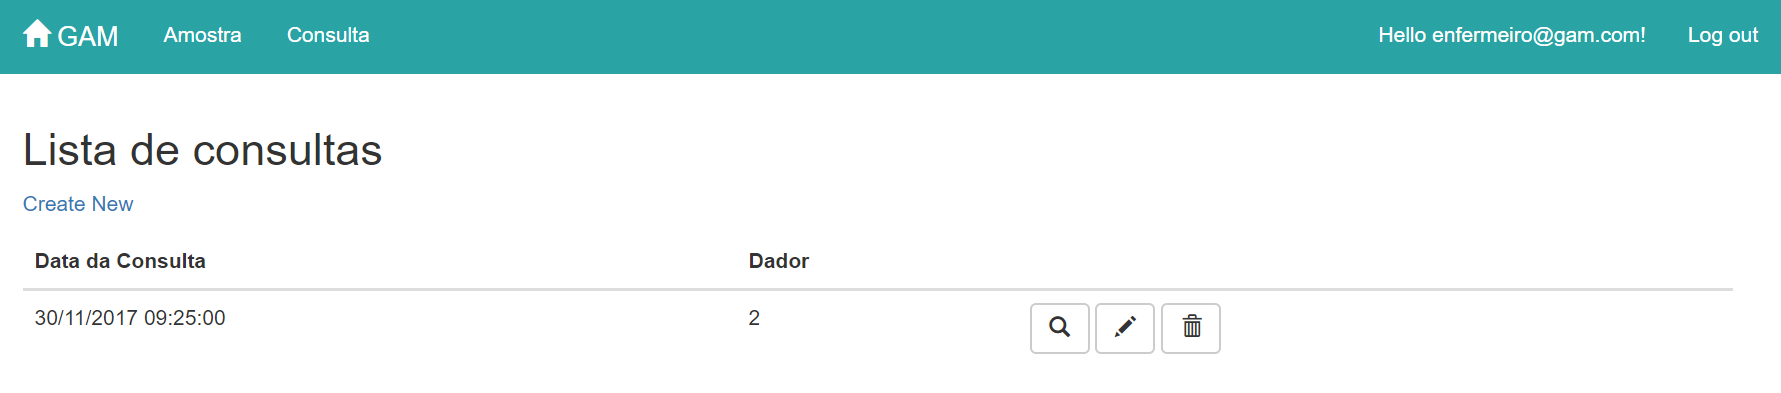 GAM Amostra Consulta Hello enfermeiro@gam.com! Log out
Lista de consultas
Create New
Data da Consulta Dador
30/11/2017 09:25:00 2